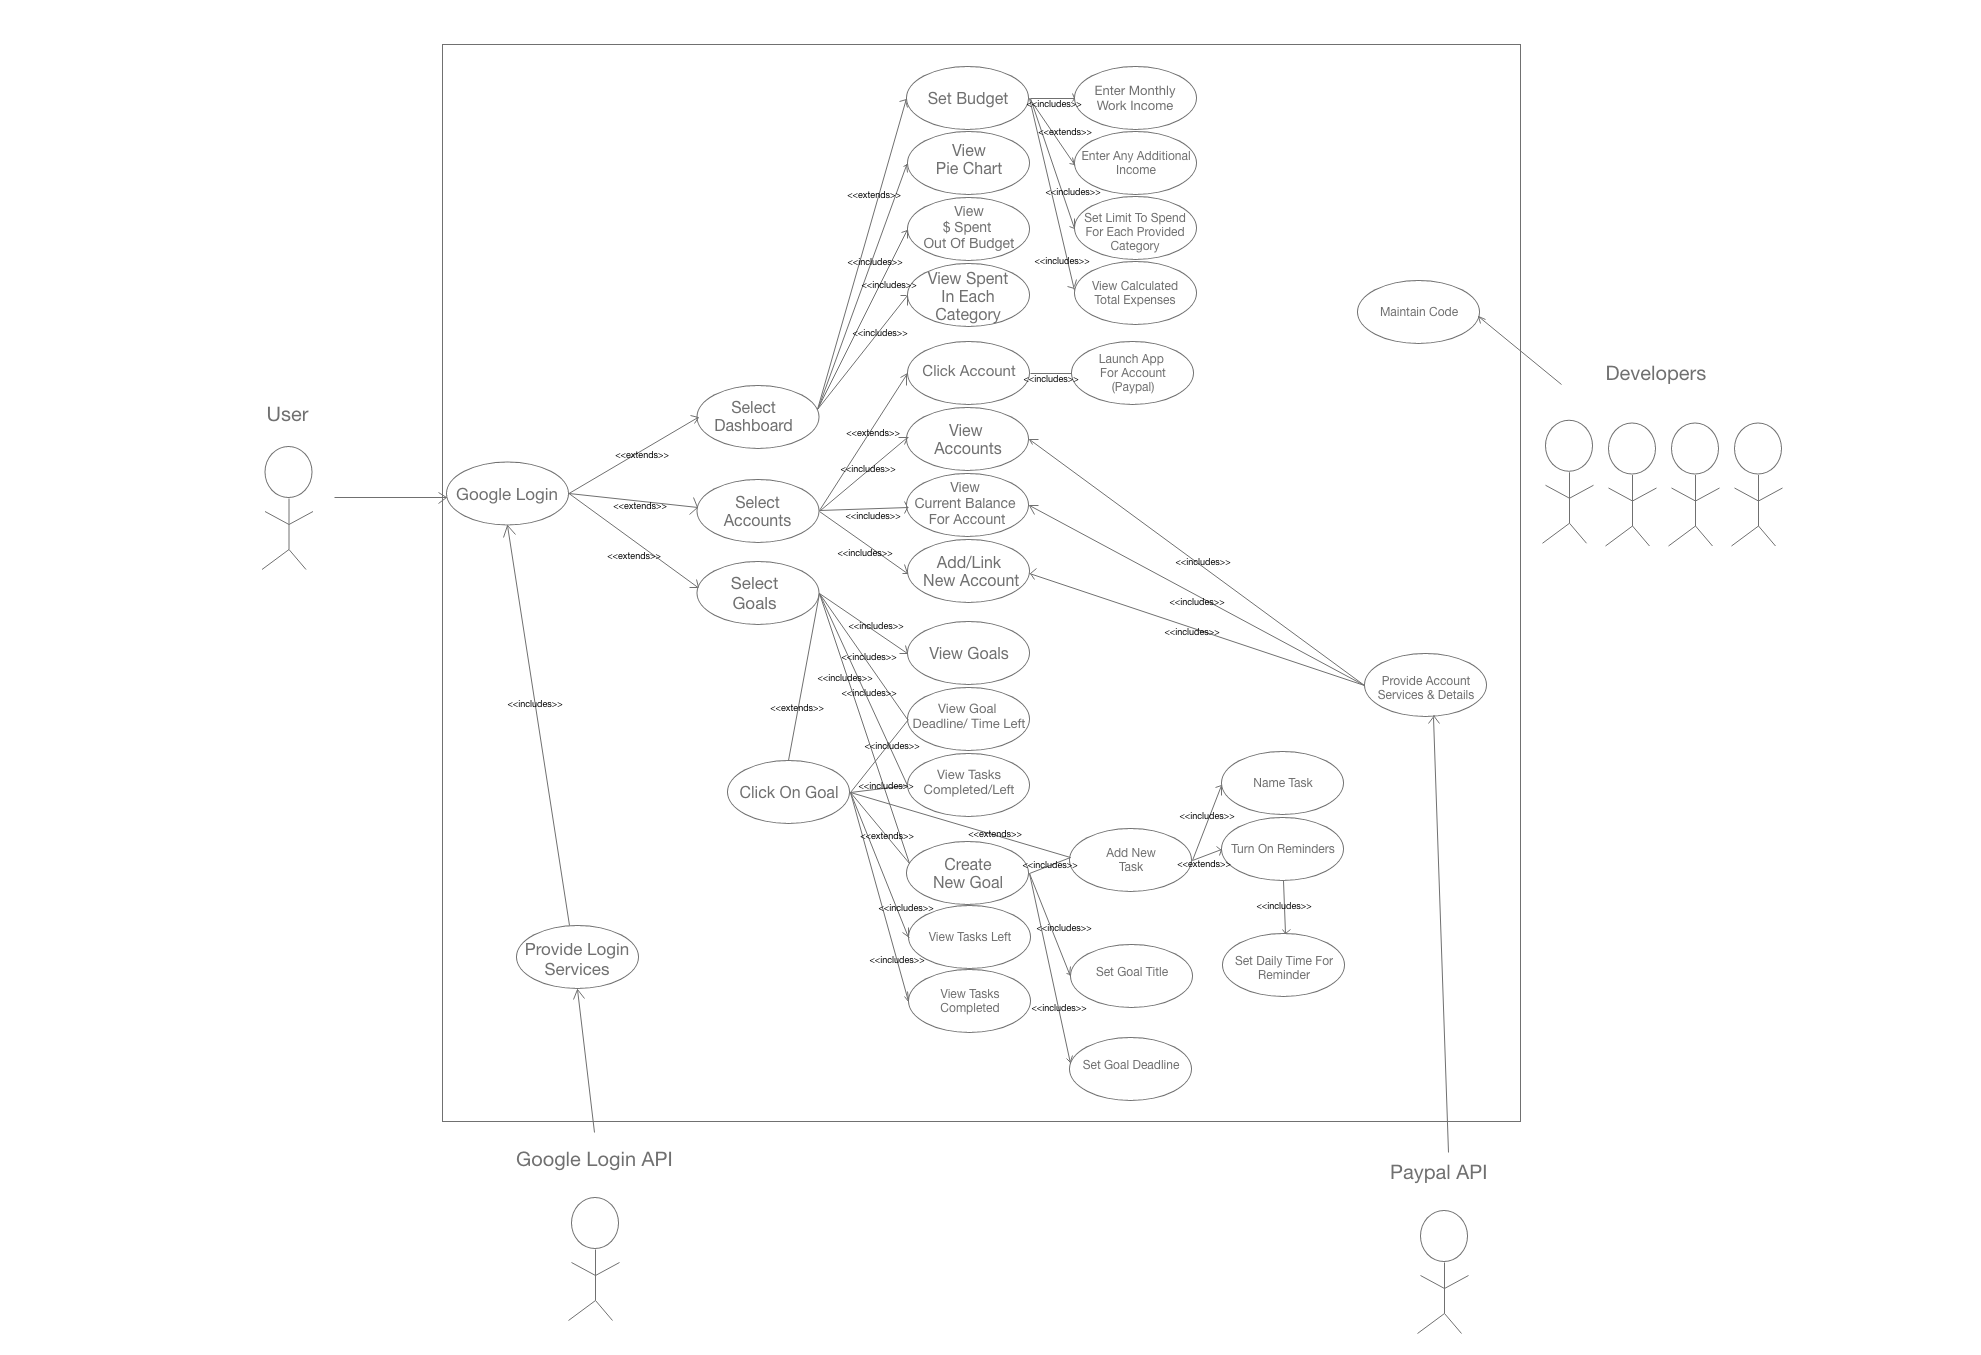 Set Budget
<<includes>>
Enter Monthly
Work Income
<<extends>>
View
Pie Chart
Enter Any Additional
Income
<<extends>>
<<includes>>
View
$ Spent
Out Of Budget
Set Limit To Spend
For Each Provided
Category
<<includes>>
<<includes>>
<<includes>>
View Spent
In Each
Category
View Calculated
Total Expenses
<<includes>>
Maintain Code
Click Account
<<includes>>
Launch App
For Account
(Paypal)
Developers
User
Select
Dashboard
<<extends>>
View
Accounts
<<extends>>
<<includes>>
Google Login
<<extends>>
Select
Accounts
View
Current Balance
For Account
<<includes>>
<<extends>>
<<includes>>
Add/Link
New Account
<<includes>>
Select
Goals
<<includes>>
<<includes>>
<<includes>>
View Goals
<<includes>>
<<includes>>
<<includes>>
Provide Account
Services & Details
<<includes>>
<<extends>>
View Goal
Deadline/ Time Left
<<includes>>
View Tasks
Completed/Left
Name Task
Click On Goal
<<includes>>
<<includes>>
<<extends>>
<<extends>>
Add New
Task
Turn On Reminders
Create
New Goal
<<includes>>
<<extends>>
<<includes>>
<<includes>>
View Tasks Left
<<includes>>
Provide Login
Services
<<includes>>
Set Goal Title
Set Daily Time For
Reminder
View Tasks
Completed
<<includes>>
Set Goal Deadline
Google Login API
Paypal API